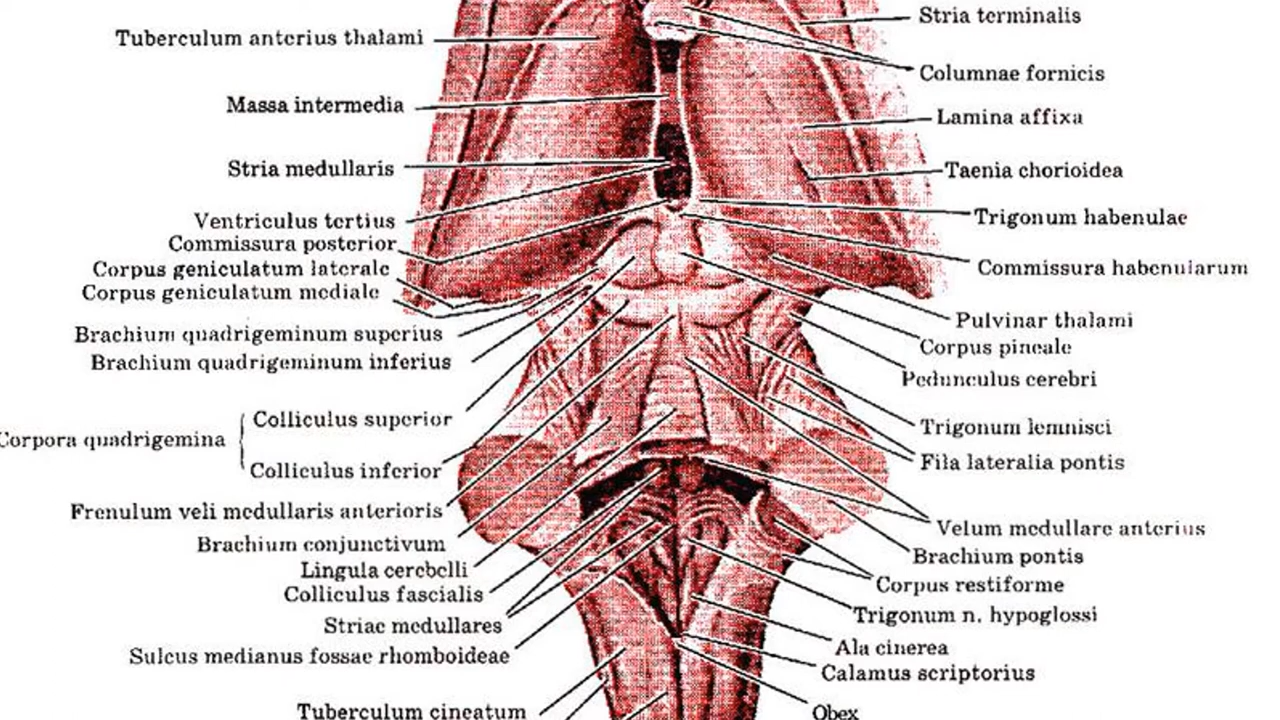 Tuberculum anterius thalami
Massa intermedia
Stria medullaris
Ventriculus tertius
Commissura posterior
Corpus geniculatum laterale
Corpus geniculatum mediale
Brachium quadrigeminum superius
Brachium quadrigeminum inferius
Colliculus superior
Corpora quadrigemina
Colliculus inferior
Frenulum veli medullaris anterioris
Brachium conjunctivum
Lingula cerebelli
Colliculus fascialis
Striae medullares
Sulcus medianus fossae rhomboideae
Tuberculum cineatum
Stria terminalis
Columnae fornicis
Lamina affixa
Taenia chorioidea
Trigonum habenulae
Commissura habenularum
Pulvinar thalami
Corpus pineale
Pedunculus cerebri
Trigonum lemnisci
Fila lateralia pontis
Velum medullare anterius
Brachium pontis
Corpus restiforme
Trigonum n. hypoglossi
Ala cinerea
Calamus scriptorius
Obex